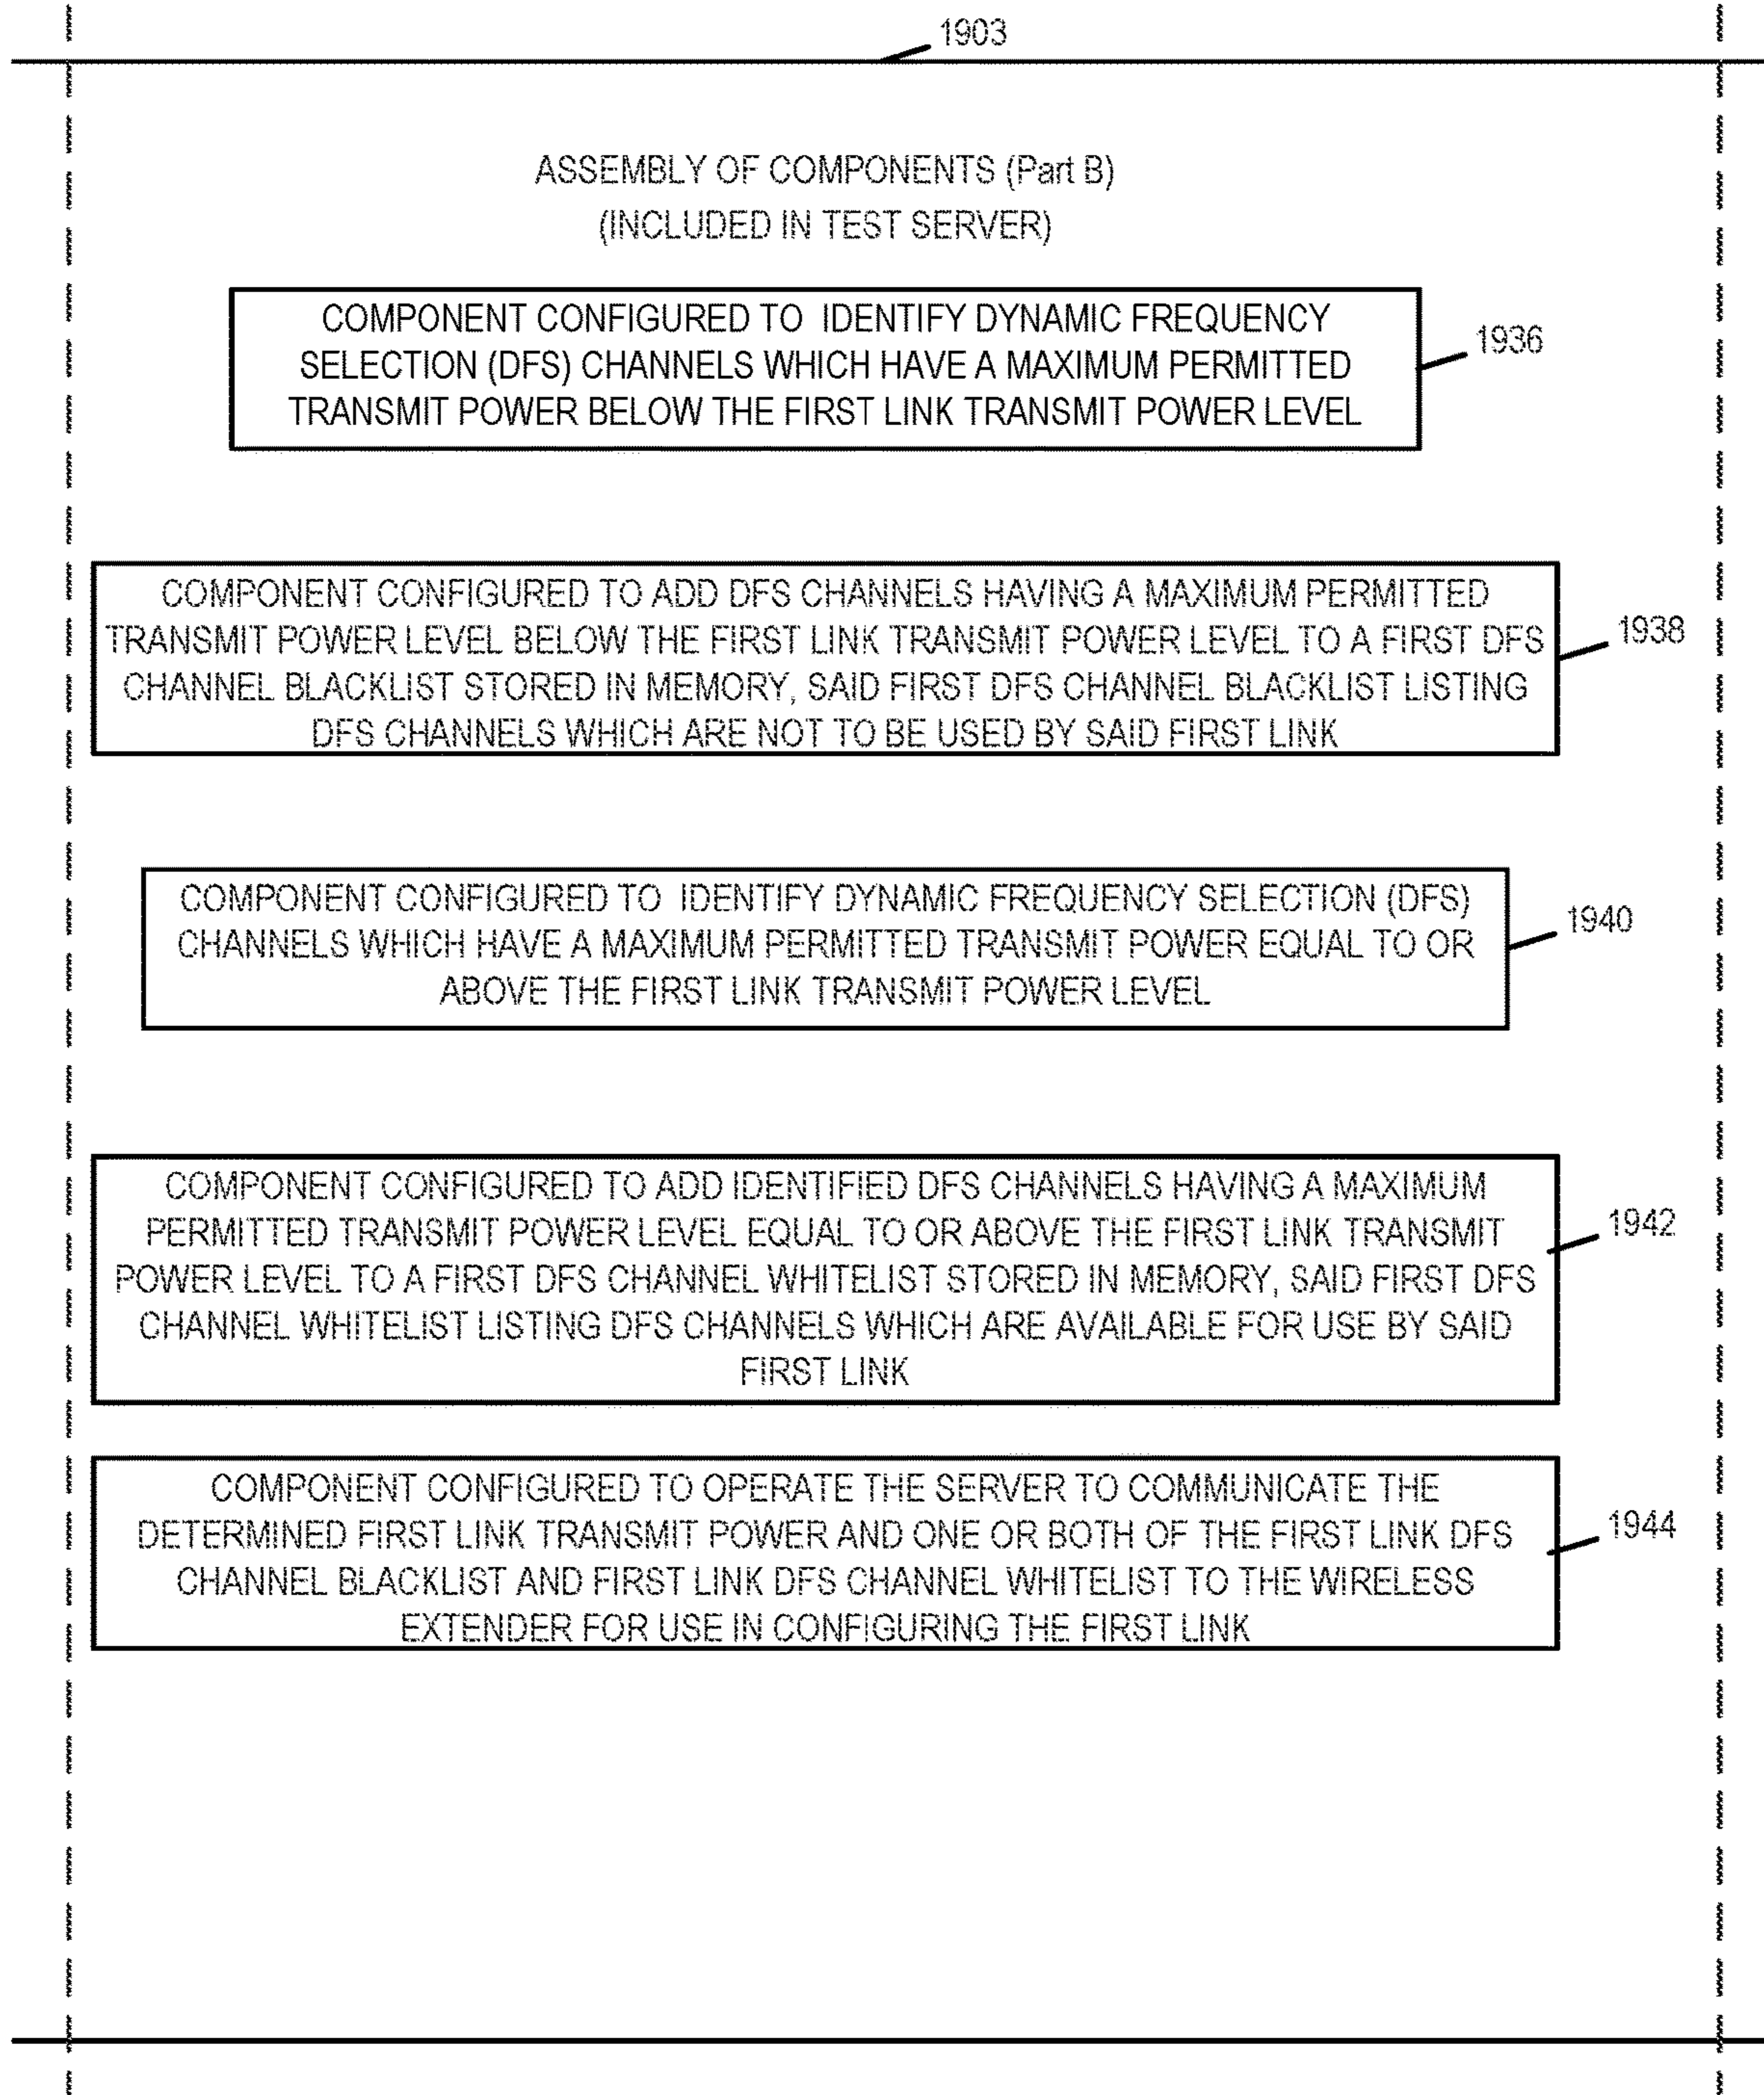 1903
ASSEMBLY OF COMPONENTS (Part B)
(INCLUDED IN TEST SERVER)
COMPONENT CONFIGURED TO IDENTIFY DYNAMIC FREQUENCY
SELECTION (DFS) CHANNELS WHICH HAVE A MAXIMUM PERMITTED
TRANSMIT POWER BELOW THE FIRST LINK TRANSMIT POWER LEVEL
1936
COMPONENT CONFIGURED TO ADD DFS CHANNELS HAVING A MAXIMUM PERMITTED
TRANSMIT POWER LEVEL BELOW THE FIRST LINK TRANSMIT POWER LEVEL TO A FIRST DFS
CHANNEL BLACKLIST STORED IN MEMORY, SAID FIRST DFS CHANNEL BLACKLIST LISTING
DFS CHANNELS WHICH ARE NOT TO BE USED BY SAID FIRST LINK
1938
COMPONENT CONFIGURED TO IDENTIFY DYNAMIC FREQUENCY SELECTION (DFS)
CHANNELS WHICH HAVE A MAXIMUM PERMITTED TRANSMIT POWER EQUAL TO OR
ABOVE THE FIRST LINK TRANSMIT POWER LEVEL
1940
COMPONENT CONFIGURED TO ADD IDENTIFIED DFS CHANNELS HAVING A MAXIMUM
PERMITTED TRANSMIT POWER LEVEL EQUAL TO OR ABOVE THE FIRST LINK TRANSMIT
POWER LEVEL TO A FIRST DFS CHANNEL WHITELIST STORED IN MEMORY, SAID FIRST DFS
CHANNEL WHITELIST LISTING DFS CHANNELS WHICH ARE AVAILABLE FOR USE BY SAID
FIRST LINK
1942
COMPONENT CONFIGURED TO OPERATE THE SERVER TO COMMUNICATE THE
DETERMINED FIRST LINK TRANSMIT POWER AND ONE OR BOTH OF THE FIRST LINK DFS
CHANNEL BLACKLIST AND FIRST LINK DFS CHANNEL WHITELIST TO THE WIRELESS
EXTENDER FOR USE IN CONFIGURING THE FIRST LINK
1944